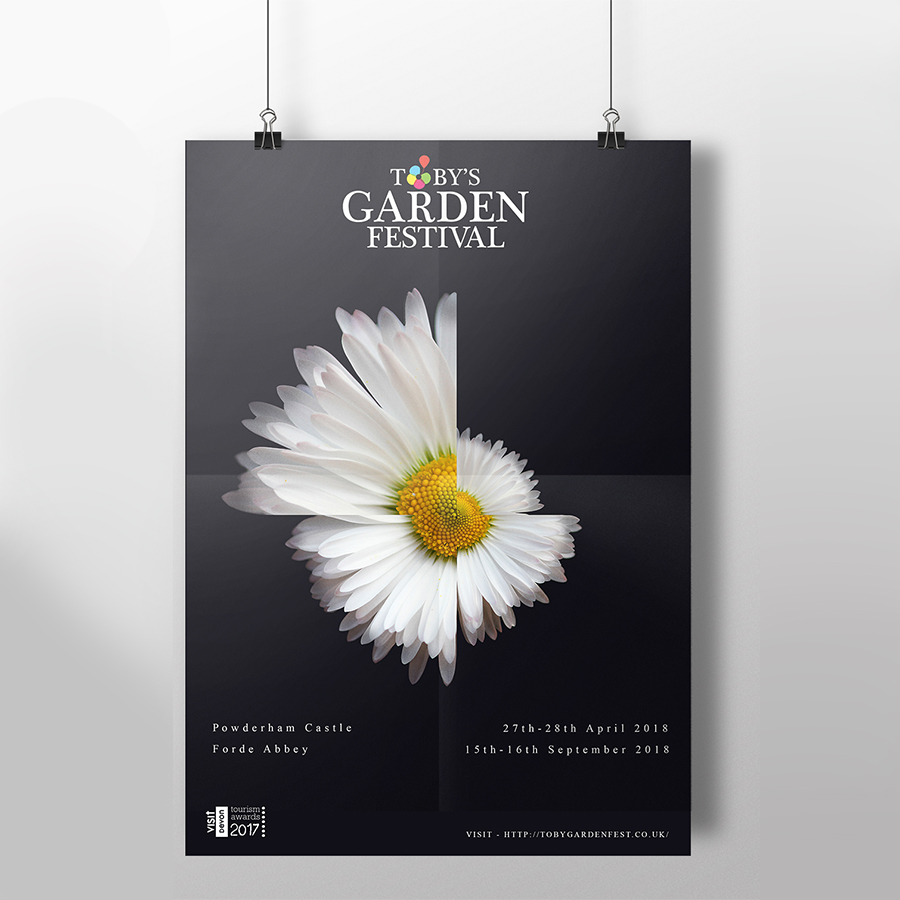 TOBY'S
GARDEN
FESTIVAL
Powderham Castle
27th-28th April 2018
Forde Abbey
15th-16th September 2018
visit Devon
tourism
awards
2017
VISIT - HTTP://TOBYGARDENFEST.CO.UK/